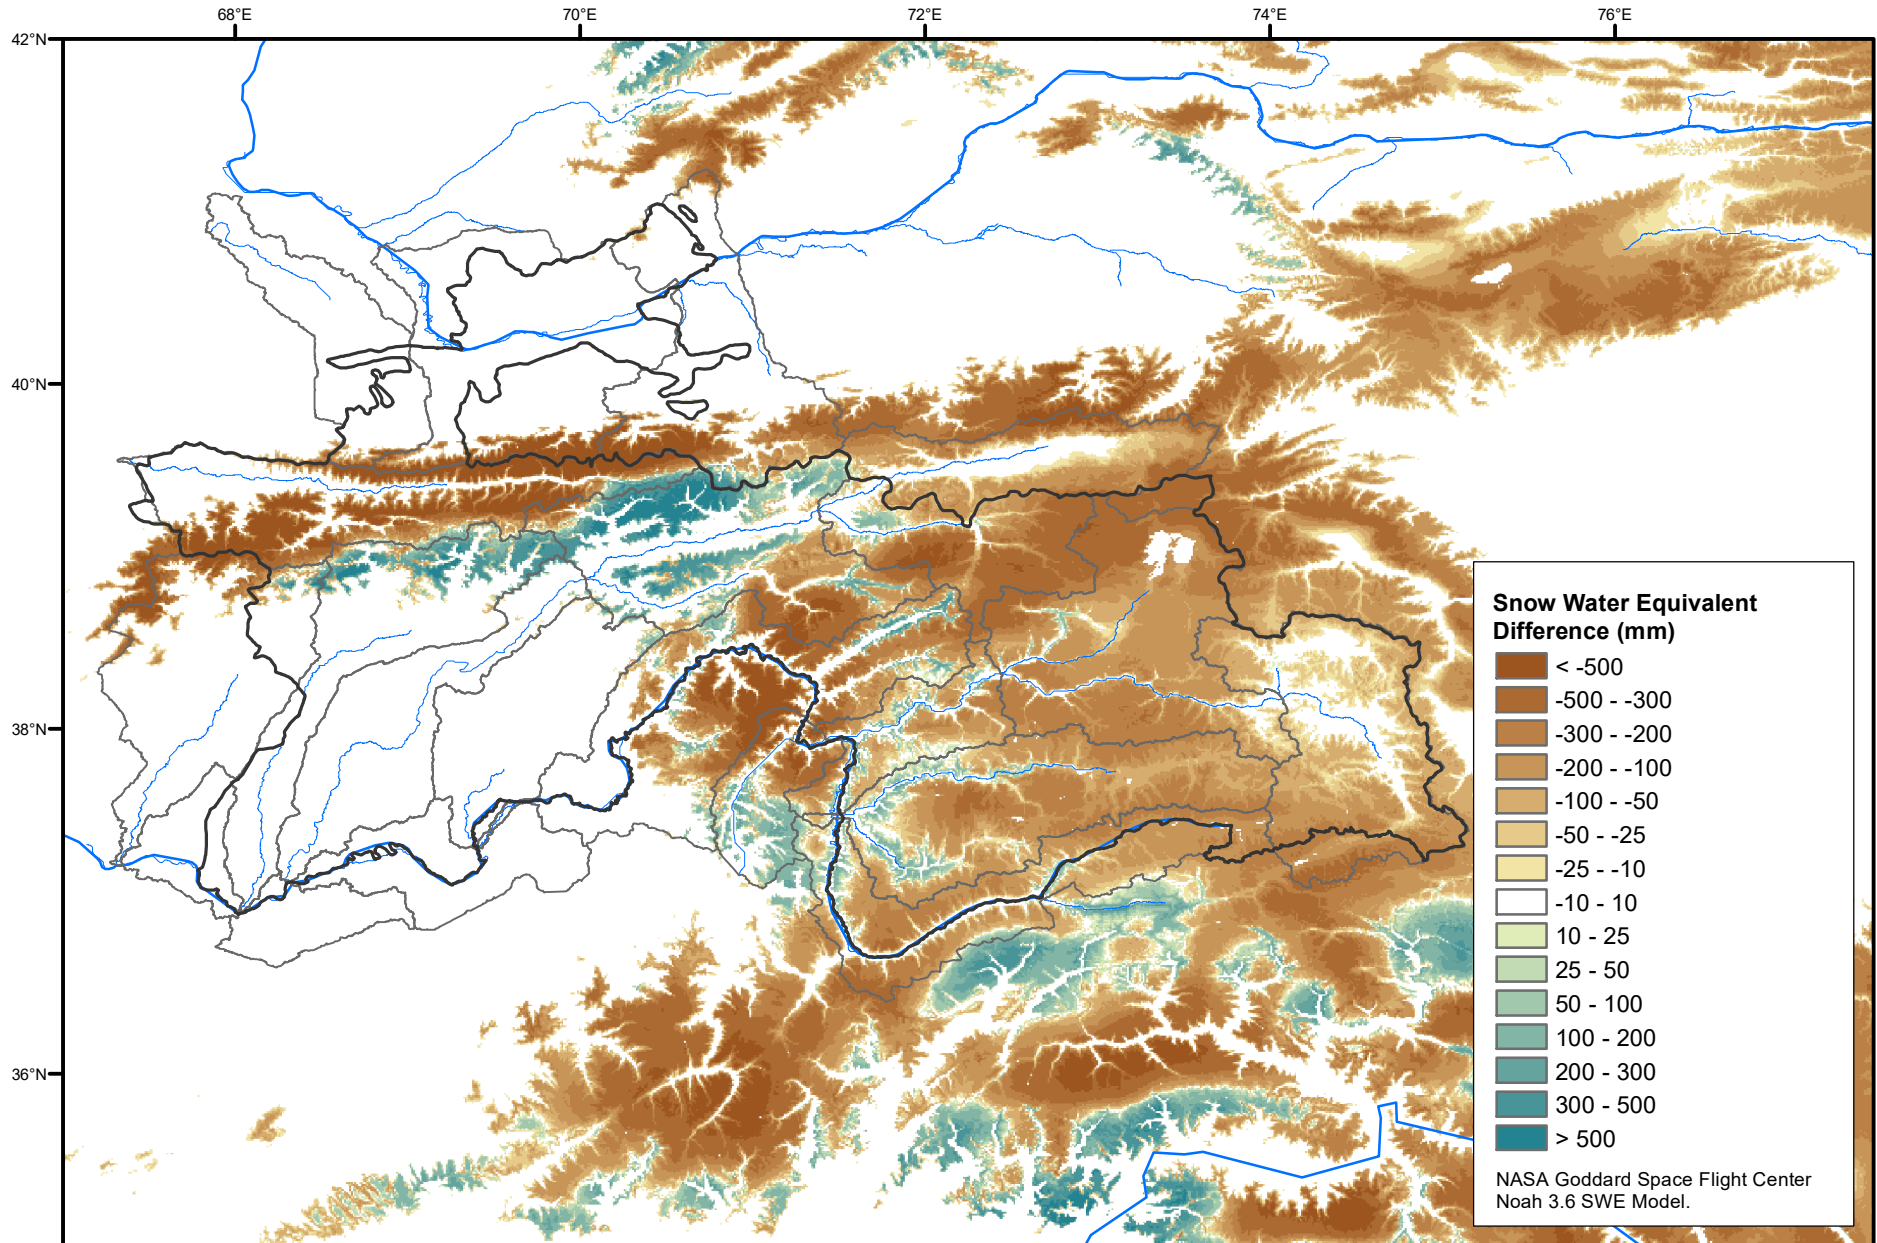 68°E
70°E
72°E
74°E
76°E
42°N
40°N
38°N
36°N
Snow Water Equivalent
Difference (mm)
< -500
-500 - -300
-300 - -200
-200 - -100
-100 - -50
-50 - -25
-25 - -10
-10 - 10
10 - 25
25 - 50
50 - 100
100 - 200
200 - 300
300 - 500
> 500
NASA Goddard Space Flight Center
Noah 3.6 SWE Model.